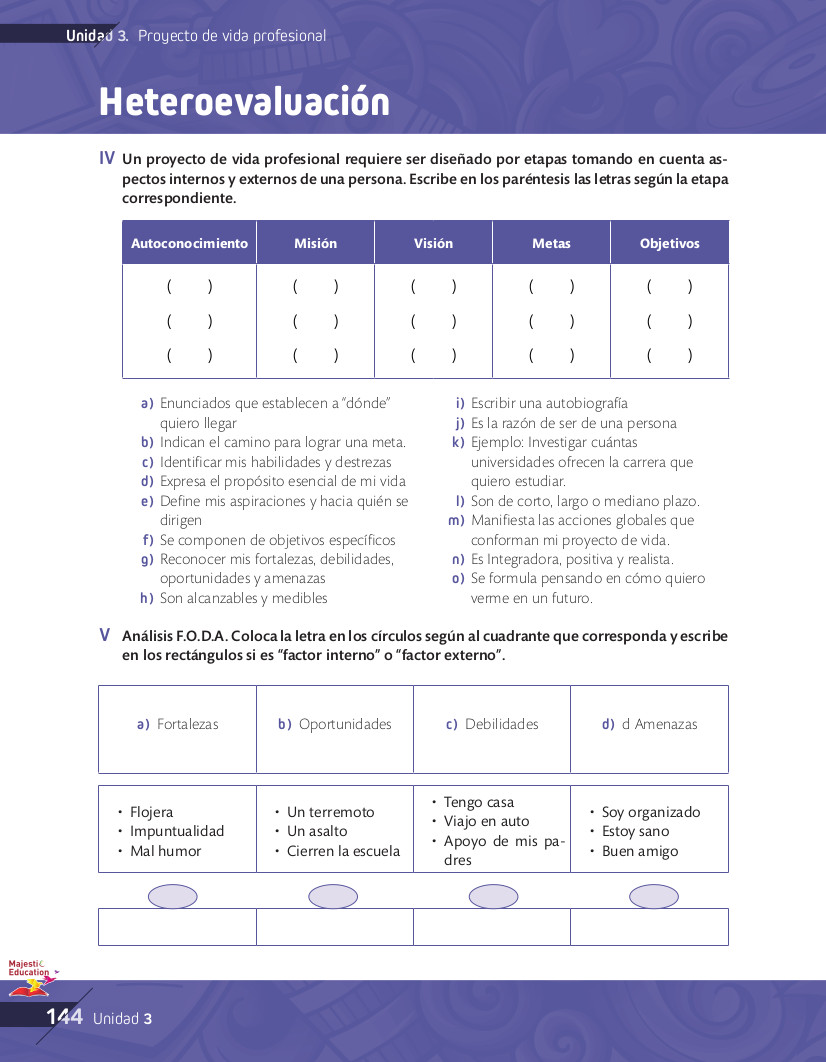 Unidad 3. Proyecto de vida profesional
Heteroevaluación
IV Un proyecto de vida profesional requiere ser diseñado por etapas tomando en cuenta as-
pectos internos y externos de una persona. Escribe en los paréntesis las letras según la etapa
correspondiente.
Autoconocimiento Misión Visión Metas Objetivos
( ) ( ) ( ) ( ) ( )
( ) ( ) ( ) ( ) ( )
( ) ( ) ( ) ( ) ( )
a) Enunciados que establecen a “dónde”
quiero llegar
b) Indican el camino para lograr una meta.
c) Identificar mis habilidades y destrezas
d) Expresa el propósito esencial de mi vida
e) Define mis aspiraciones y hacia quién se
dirigen
f) Se componen de objetivos específicos
g) Reconocer mis fortalezas, debilidades,
oportunidades y amenazas
h) Son alcanzables y medibles
i) Escribir una autobiografía
j) Es la razón de ser de una persona
k) Ejemplo: Investigar cuántas
universidades ofrecen la carrera que
quiero estudiar.
l) Son de corto, largo o mediano plazo.
m) Manifiesta las acciones globales que
conforman mi proyecto de vida.
n) Es Integradora, positiva y realista.
o) Se formula pensando en cómo quiero
verme en un futuro.
V Análisis F.O.D.A. Coloca la letra en los círculos según al cuadrante que corresponda y escribe
en los rectángulos si es “factor interno” o “factor externo”.
a) Fortalezas b) Oportunidades c) Debilidades d) d Amenazas
• Flojera
• Impuntualidad
• Mal humor
• Un terremoto
• Un asalto
• Cierren la escuela
• Tengo casa
• Viajo en auto
• Apoyo de mis pa-
dres
• Soy organizado
• Estoy sano
• Buen amigo
Majestic
Education
144 Unidad 3